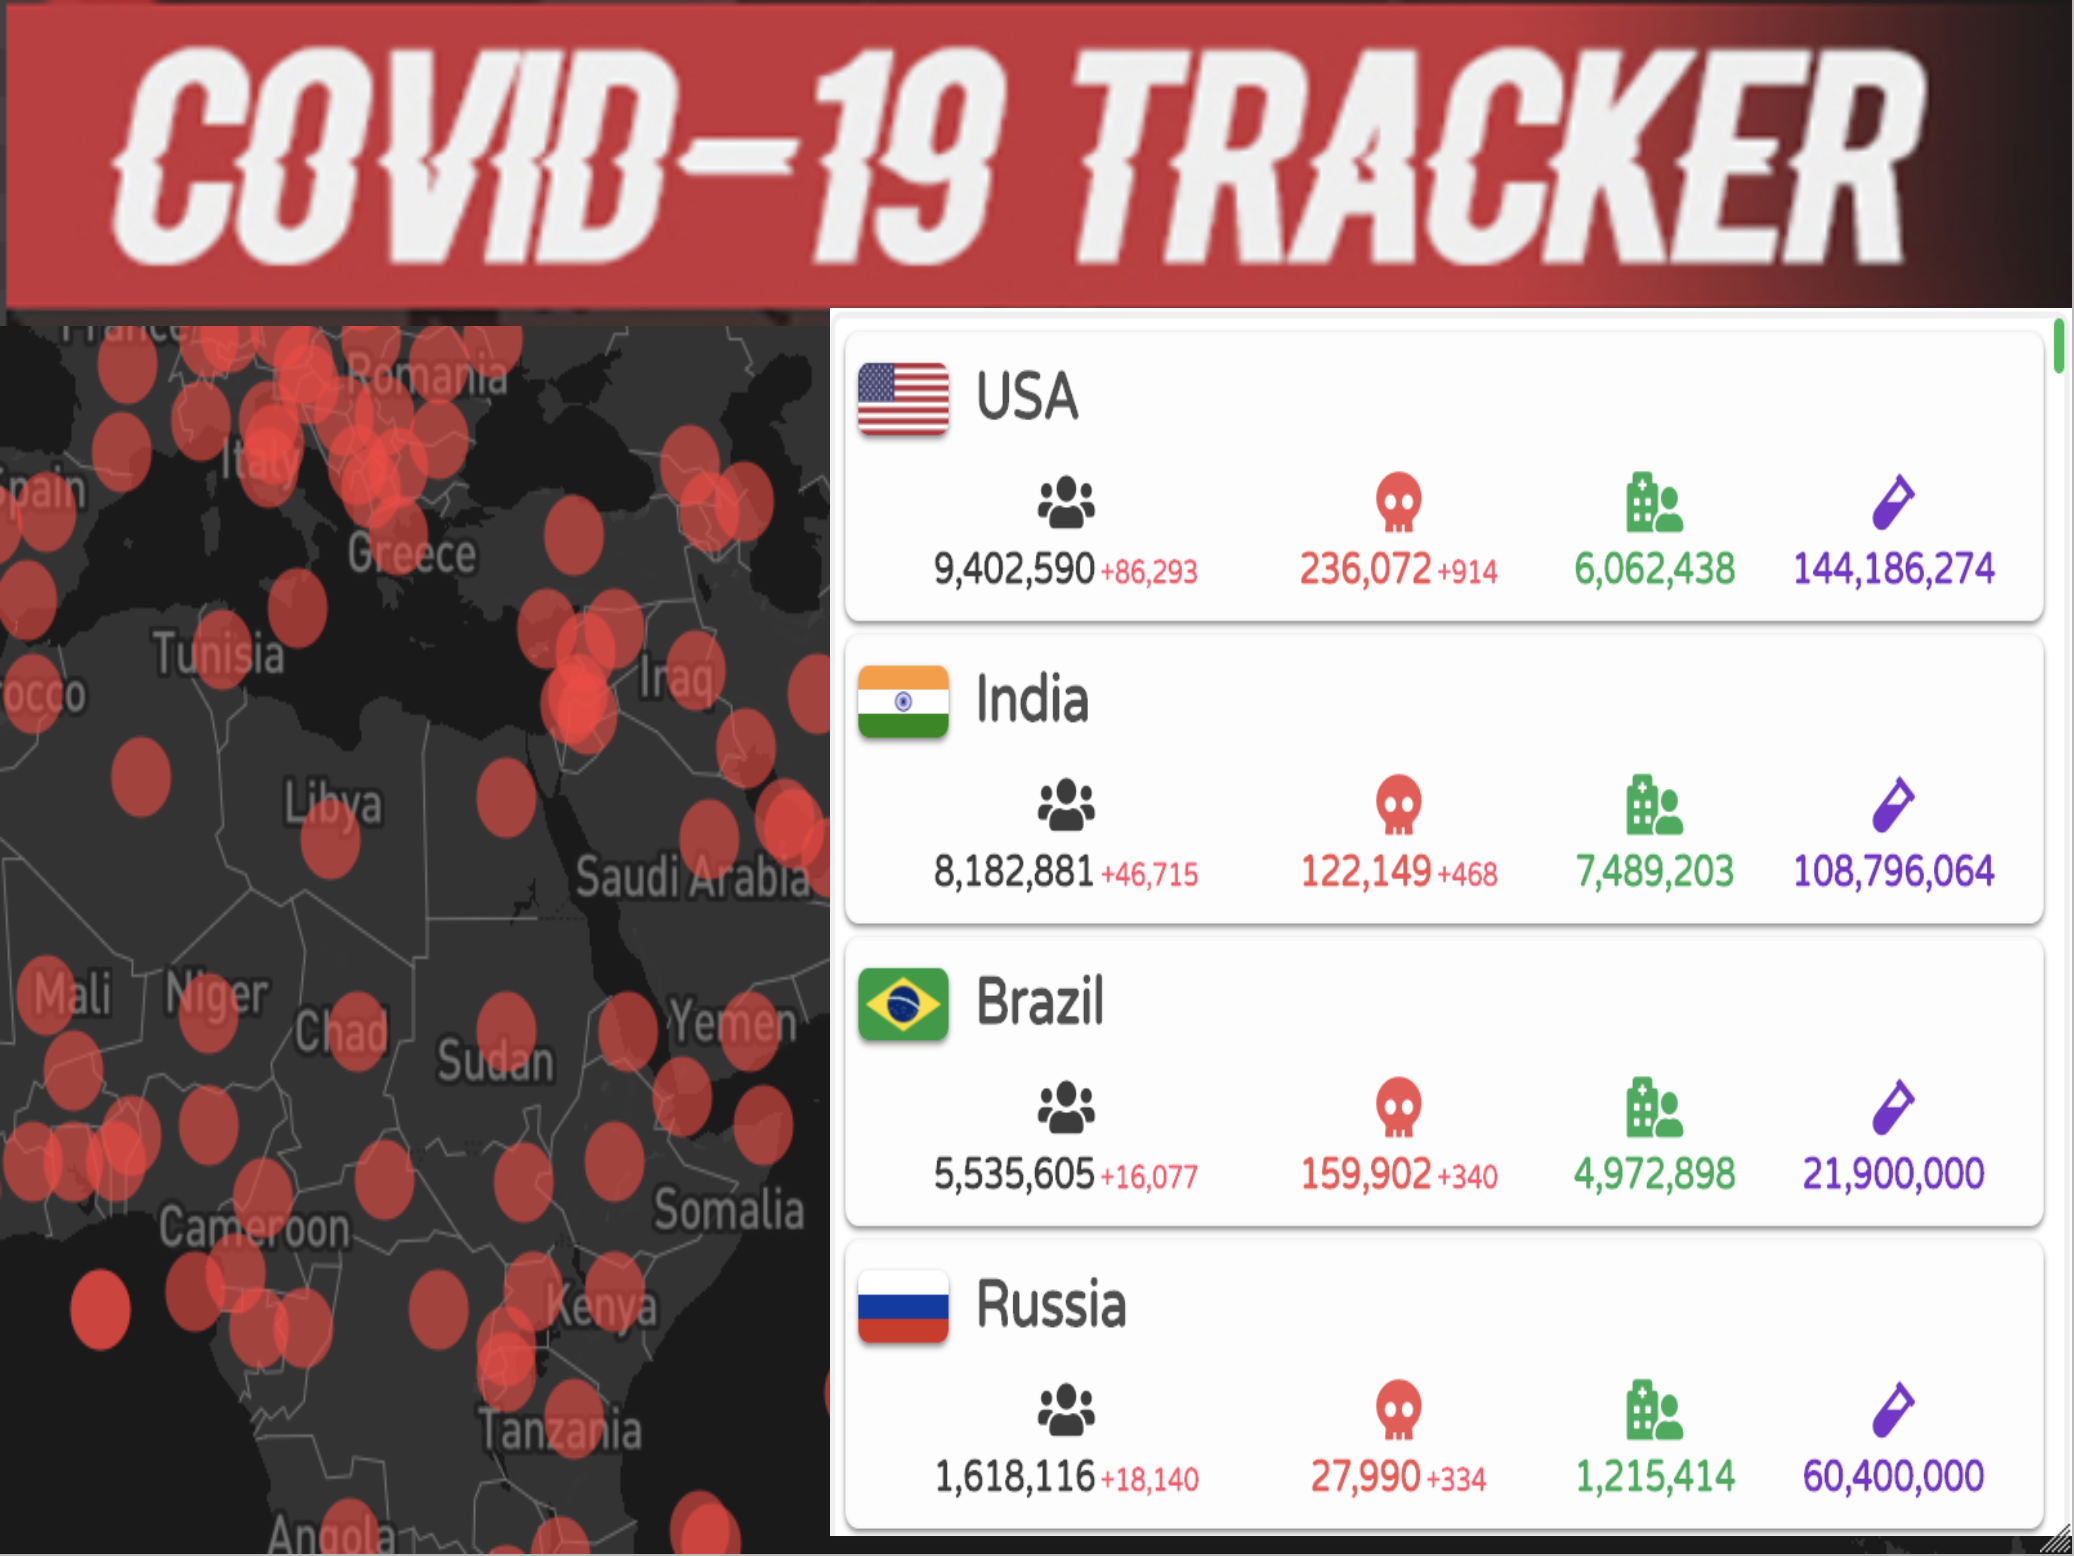 COVID-19 TRACKER
France
Romania
Italy
Spain
Greece
Tunisia
Iraq
occo
Libya
Saudi Arabia
Mali
Niger
Chad
Sudan
Yemen
Cameroon
Somalia
Kenya
Tanzania
Angola
USA
9,402,590 +86,293 236,072 +914 6,062,438 144,186,274
India
8,182,881 +46,715 122,149 +468 7,489,203 108,796,064
Brazil
5,535,605 +16,077 159,902 +340 4,972,898 21,900,000
Russia
1,618,116 +18,140 27,990 +334 1,215,414 60,400,000